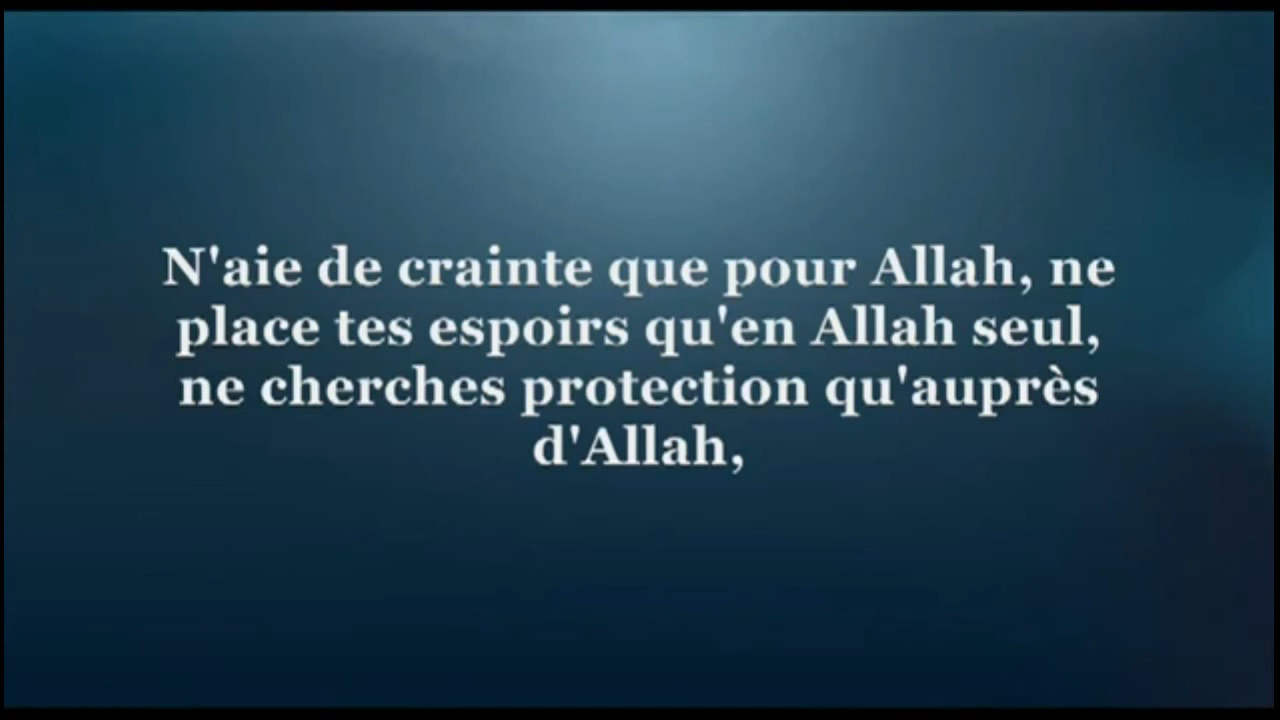 N'aie de crainte que pour Allah, ne
place tes espoirs qu'en Allah seul,
ne cherches protection qu'auprès
d'Allah,